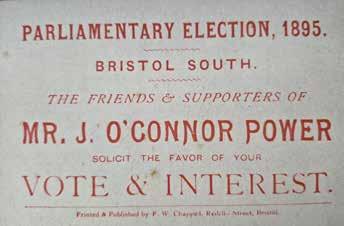 PARLIAMENTARY ELECTION, 1895.
BRISTOL SOUTH.
THE FRIENDS & SUPPORTERS OF
MR. J. O'CONNOR POWER
SOLICIT THE FAVOR OF YOUR
VOTE & INTEREST.
Printed & Published by F. W. Chappell, Street, Bristol.